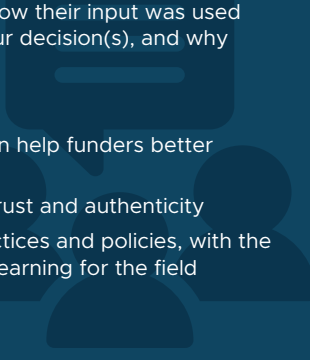 ow their input was used
ur decision(s), and why
n help funders better
rust and authenticity
ctices and policies, with the
earning for the field